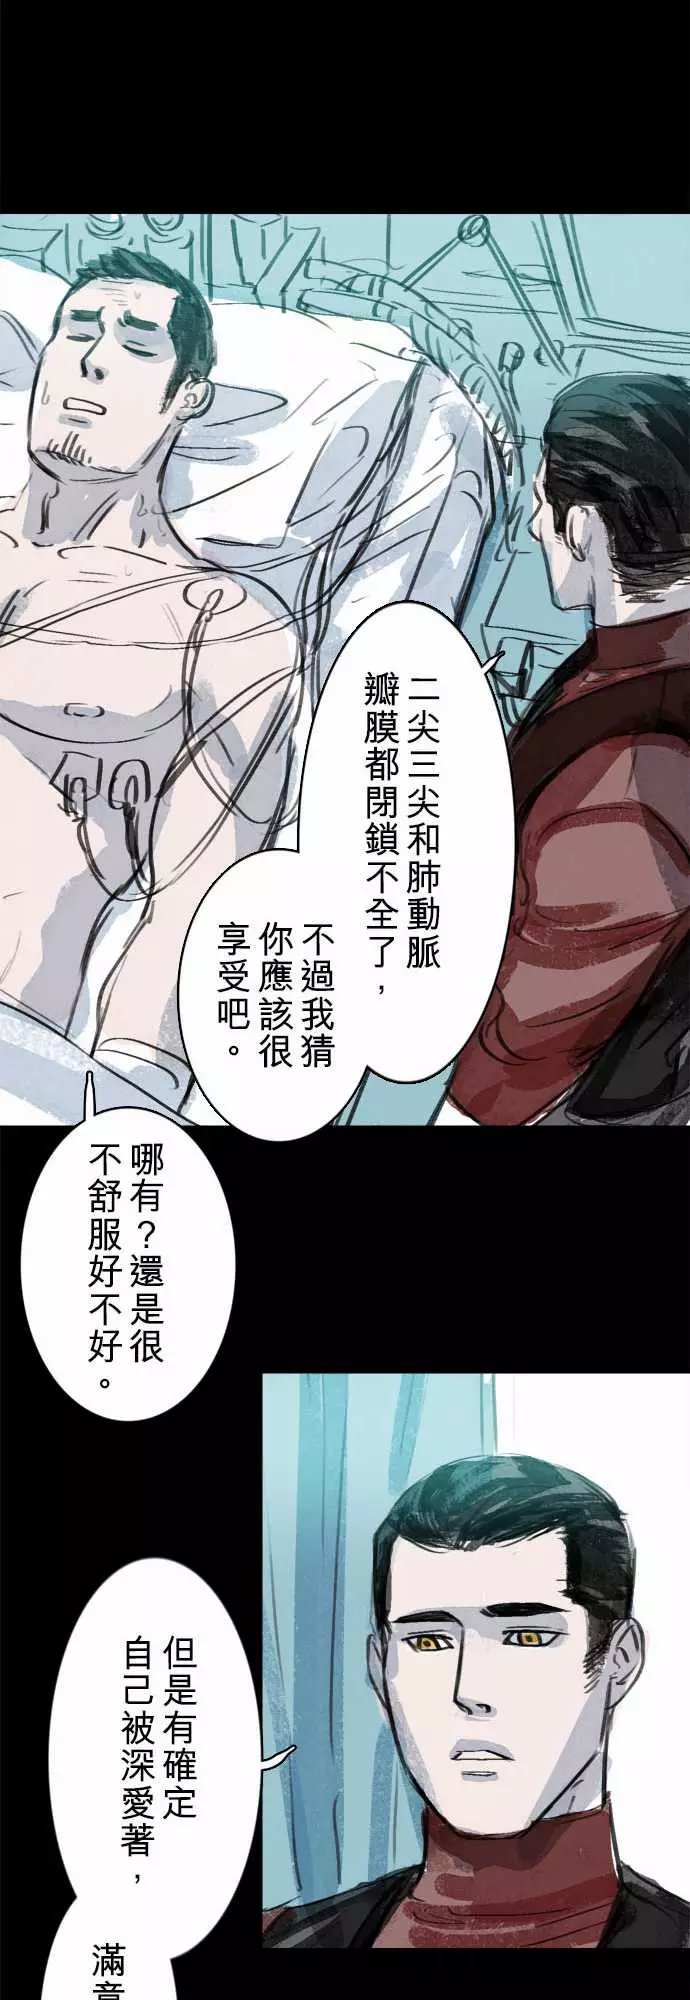 二尖三尖和肺動脈
瓣膜都閉鎖不全了，
不過我猜
你應該很
享受吧。
哪有？還是很
不舒服好不好。
但是有確定
自己被深愛著，
滿意